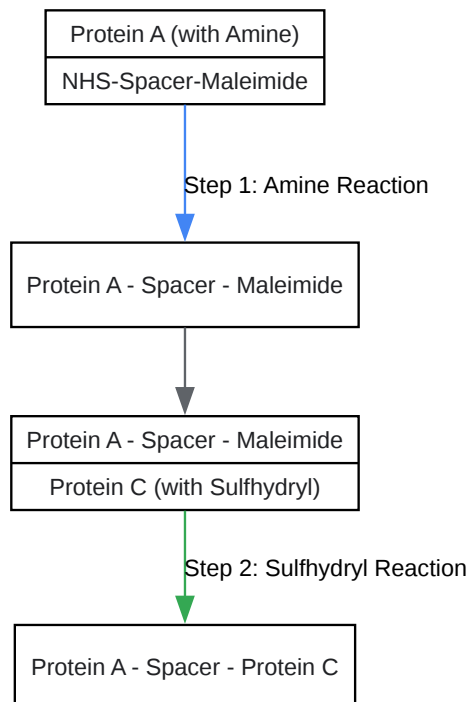 Protein A (with Amine)
NHS-Spacer-Maleimide
Step 1: Amine Reaction
Protein A - Spacer - Maleimide
Protein A - Spacer - Maleimide
Protein C (with Sulfhydryl)
Step 2: Sulfhydryl Reaction
Protein A - Spacer - Protein C